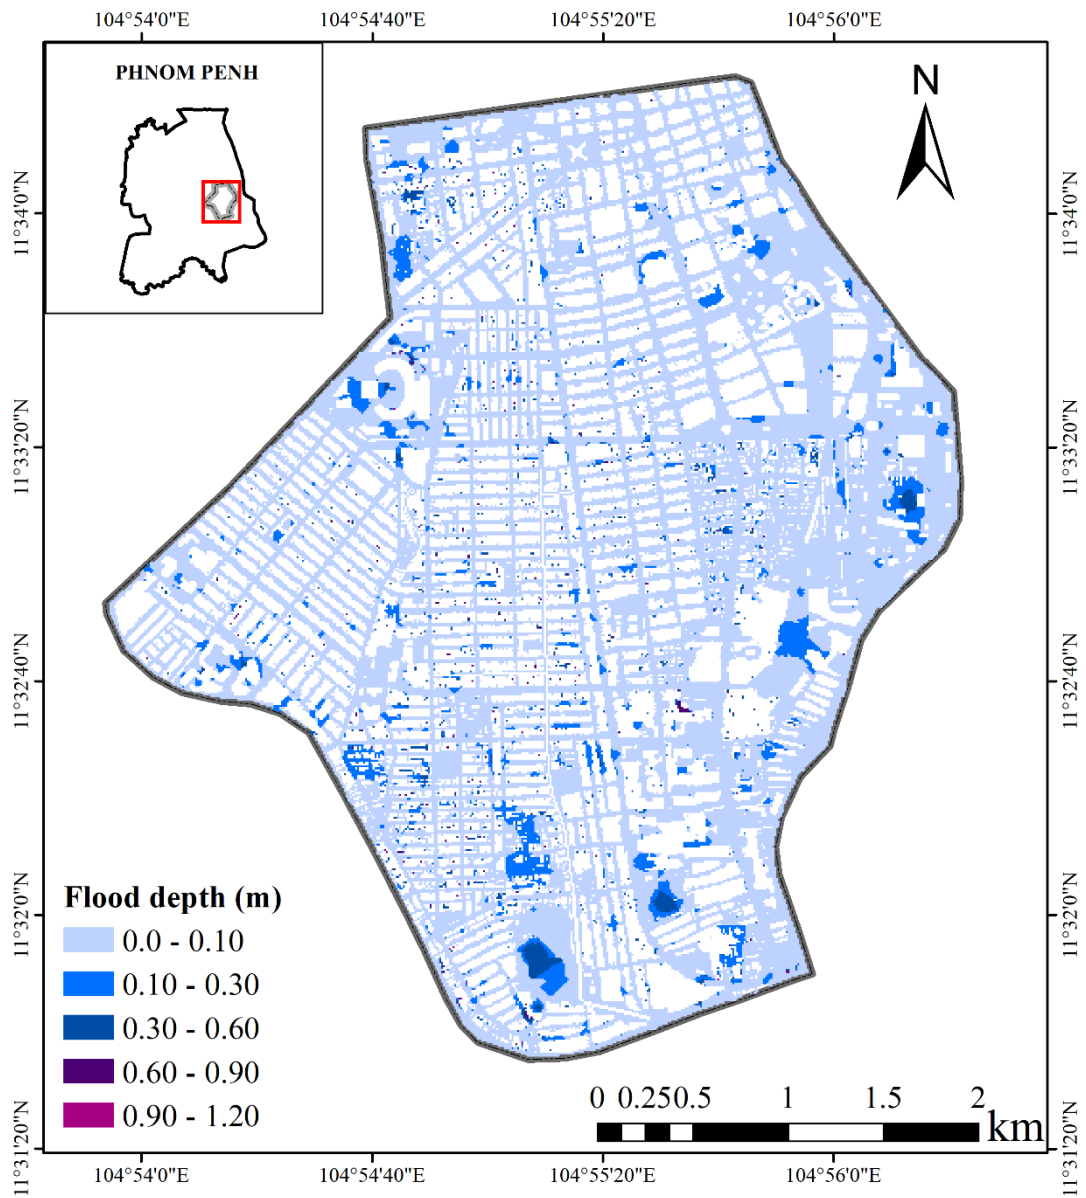 104°54'0"E 104°54'40"E 104°55'20"E 104°56'0"E
PHNOM PENH
N
11°34'0"N 11°34'0"N
11°33'20"N 11°33'20"N
11°32'40"N 11°32'40"N
11°32'0"N 11°32'0"N
11°31'20"N 11°31'20"N
Flood depth (m)
0.0 - 0.10
0.10 - 0.30
0.30 - 0.60
0.60 - 0.90
0.90 - 1.20
0 0.250.5 1 1.5 2
km
104°54'0"E 104°54'40"E 104°55'20"E 104°56'0"E